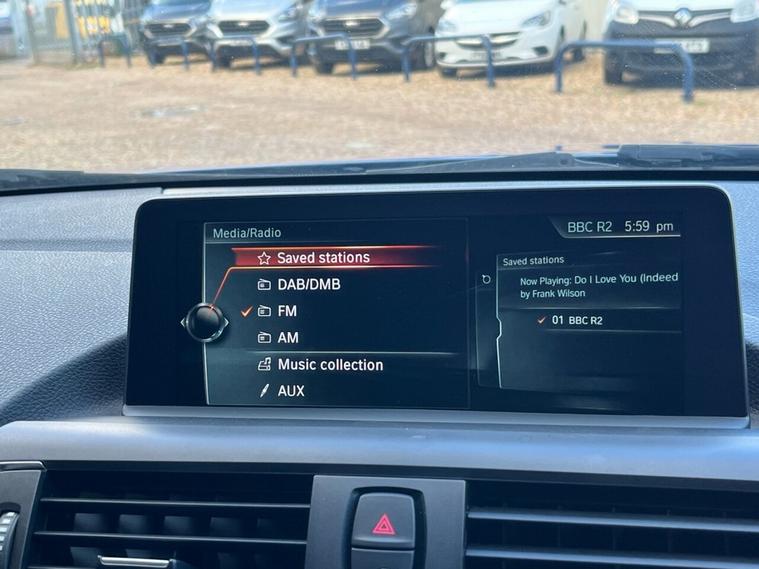 Media/Radio
BBC R2 5:59 pm
Saved stations
DAB/DMB
FM
AM
Music collection
AUX
Saved stations
Now Playing: Do I Love You (Indeed
by Frank Wilson
01 BBC R2